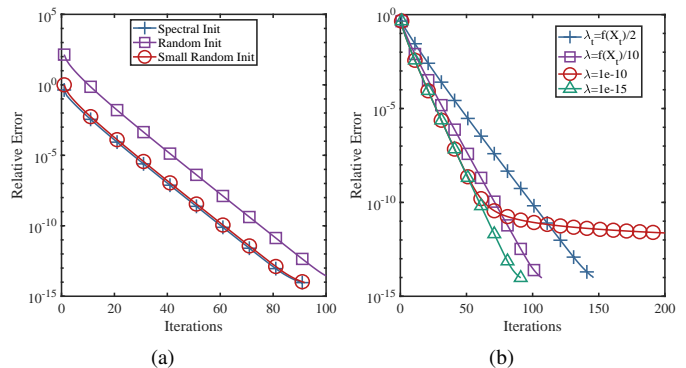 10^5
10^0
10^-5
10^-10
10^-15
0 20 40 60 80 100
Relative Error
Iterations
Spectral Init
Random Init
Small Random Init
(a)
10^0
10^-5
10^-10
10^-15
0 50 100 150 200
Relative Error
Iterations
λ_t=f(X_t)/2
λ=f(X_t)/10
λ=1e-10
λ=1e-15
(b)